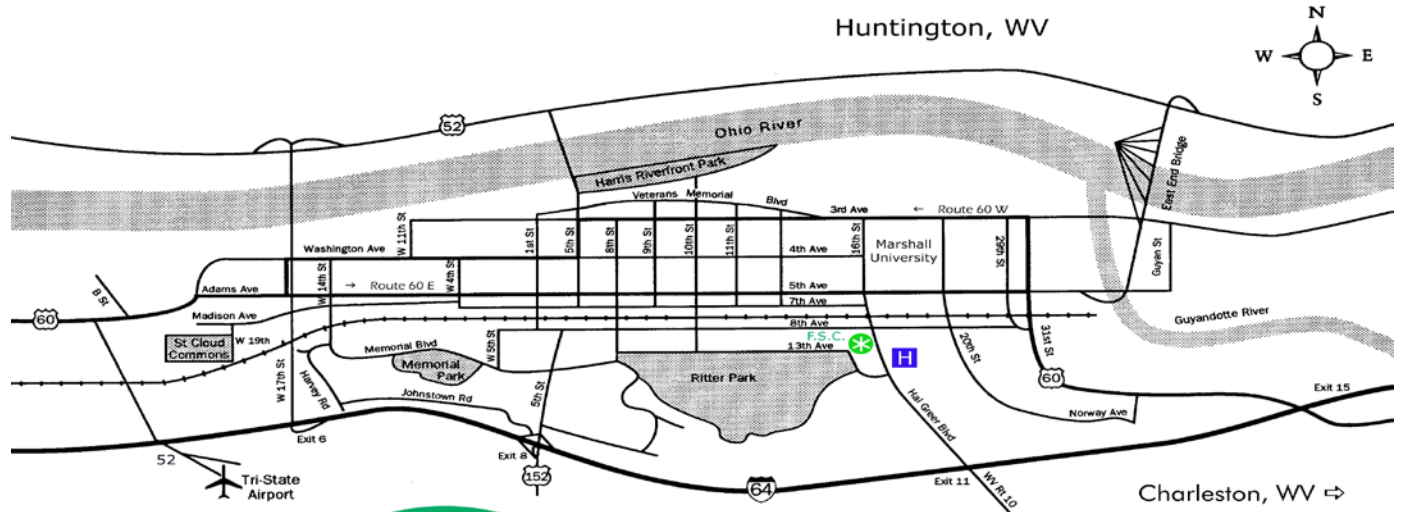 Huntington, WV
N
W E
S
52
Ohio River
Harris Riverfront Park
East End Bridge
Veterans Memorial Blvd
3rd Ave
← Route 60 W
W 11th St
1st St
5th St
8th St
9th St
10th St
11th St
16th St
Marshall
University
29th St
Guyan St
Washington Ave
4th Ave
W 14th St
→ Route 60 E
W 4th St
Adams Ave
5th Ave
B St
60
Madison Ave
7th Ave
8th Ave
Guyandotte River
St Cloud
Commons
W 19th
Memorial Blvd
W 5th St
F.S.C.
13th Ave
H
20th St
31st St
60
Memorial
Park
Ritter Park
W 17th St
Harvey Rd
Johnstown Rd
5th St
Hal Greer Blvd
Norway Ave
Exit 15
Exit 6
Exit 8
52
152
Tri-State
Airport
64
Exit 11
WV Rt 10
Charleston, WV ⇨